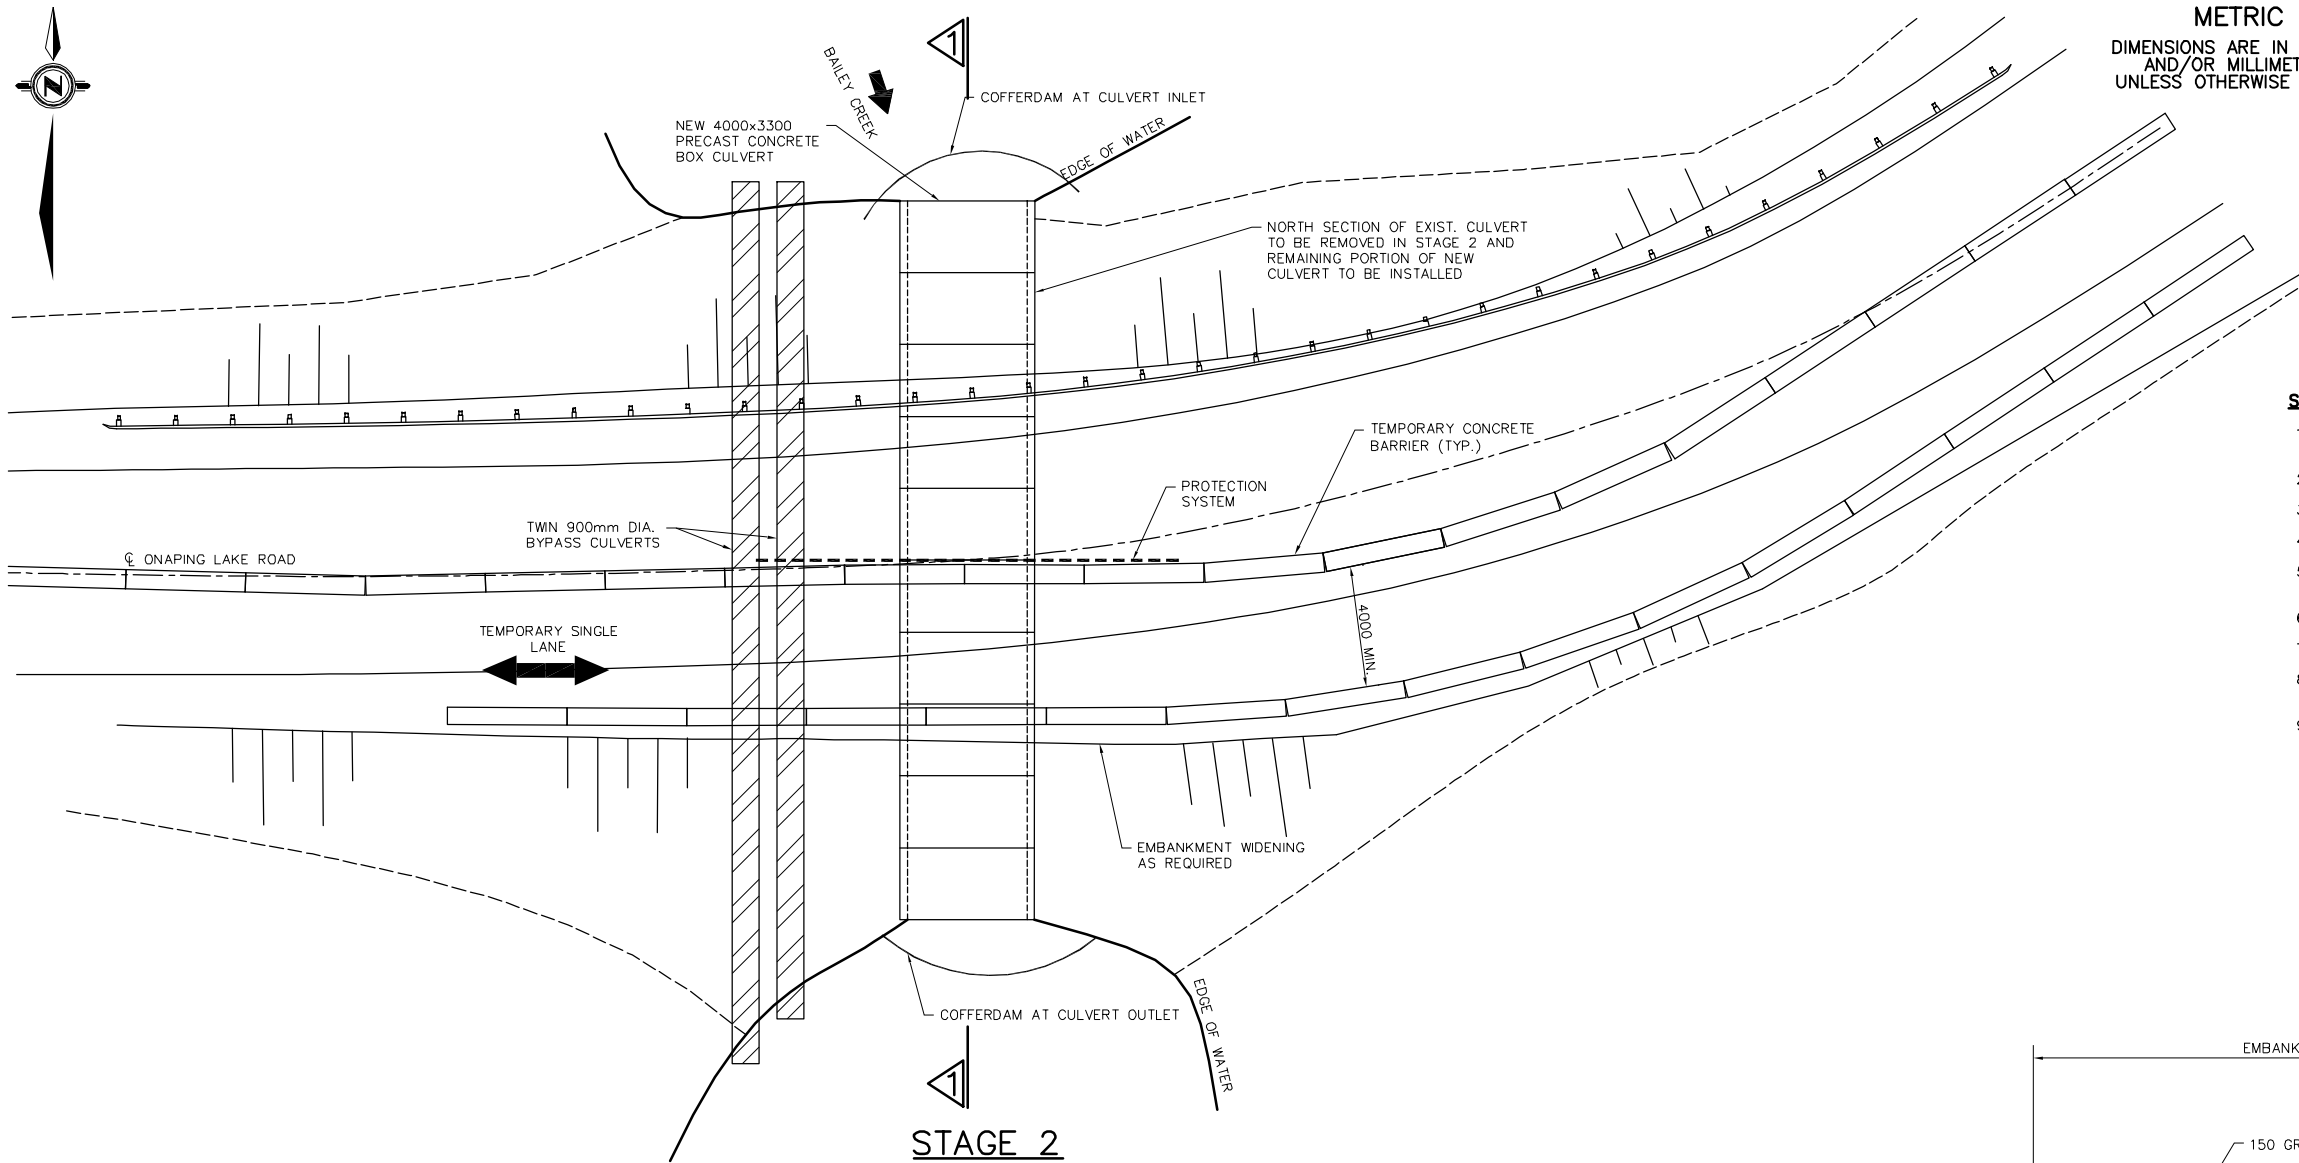 METRIC
DIMENSIONS ARE IN
AND/OR MILLIMET
UNLESS OTHERWISE
N
1
BAILEY CREEK
COFFERDAM AT CULVERT INLET
NEW 4000x3300
PRECAST CONCRETE
BOX CULVERT
EDGE OF WATER
NORTH SECTION OF EXIST. CULVERT
TO BE REMOVED IN STAGE 2 AND
REMAINING PORTION OF NEW
CULVERT TO BE INSTALLED
TEMPORARY CONCRETE
BARRIER (TYP.)
PROTECTION
SYSTEM
TWIN 900mm DIA.
BYPASS CULVERTS
℄ ONAPING LAKE ROAD
TEMPORARY SINGLE
LANE
4000 MIN.
EMBANKMENT WIDENING
AS REQUIRED
COFFERDAM AT CULVERT OUTLET
EDGE OF WATER
1
STAGE 2
EMBANK
150 GR